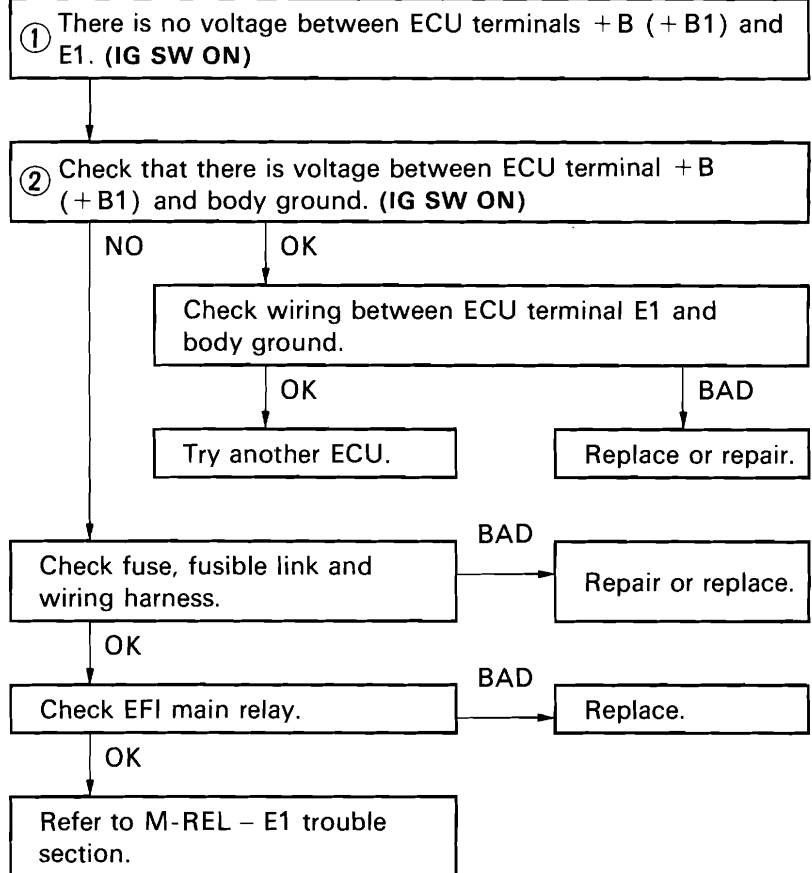 ① There is no voltage between ECU terminals +B (+B1) and
E1. (IG SW ON)
② Check that there is voltage between ECU terminal +B
(+B1) and body ground. (IG SW ON)
NO
OK
Check wiring between ECU terminal E1 and
body ground.
OK
BAD
Try another ECU.
Replace or repair.
BAD
Check fuse, fusible link and
wiring harness.
Repair or replace.
OK
BAD
Check EFI main relay.
Replace.
OK
Refer to M-REL – E1 trouble
section.